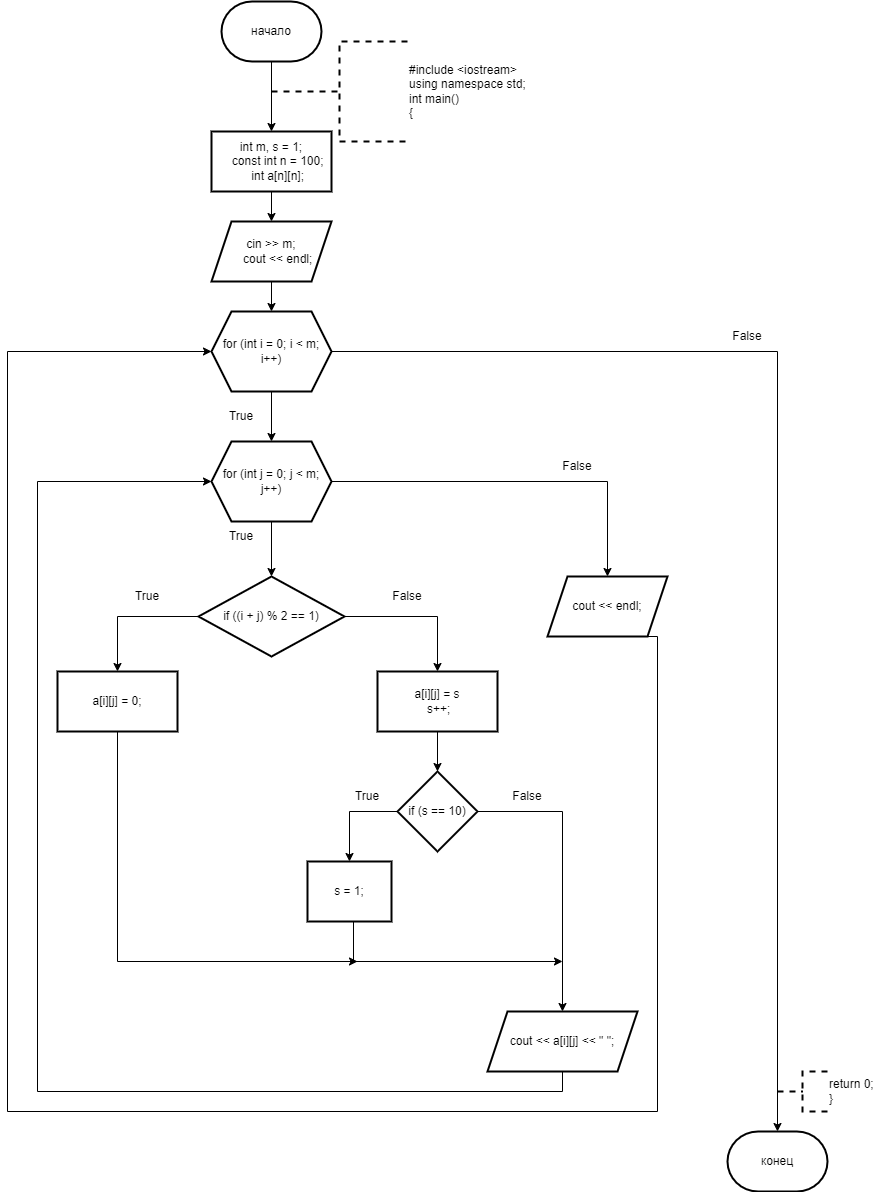 начало
#include <iostream>
using namespace std;
int main()
{
int m, s = 1;
const int n = 100;
int a[n][n];
cin >> m;
cout << endl;
False
for (int i = 0; i < m;
i++)
True
False
for (int j = 0; j < m;
j++)
True
True
False
if ((i + j) % 2 == 1)
cout << endl;
a[i][j] = 0;
a[i][j] = s
s++;
True
False
if (s == 10)
s = 1;
cout << a[i][j] << " ";
return 0;
}
конец